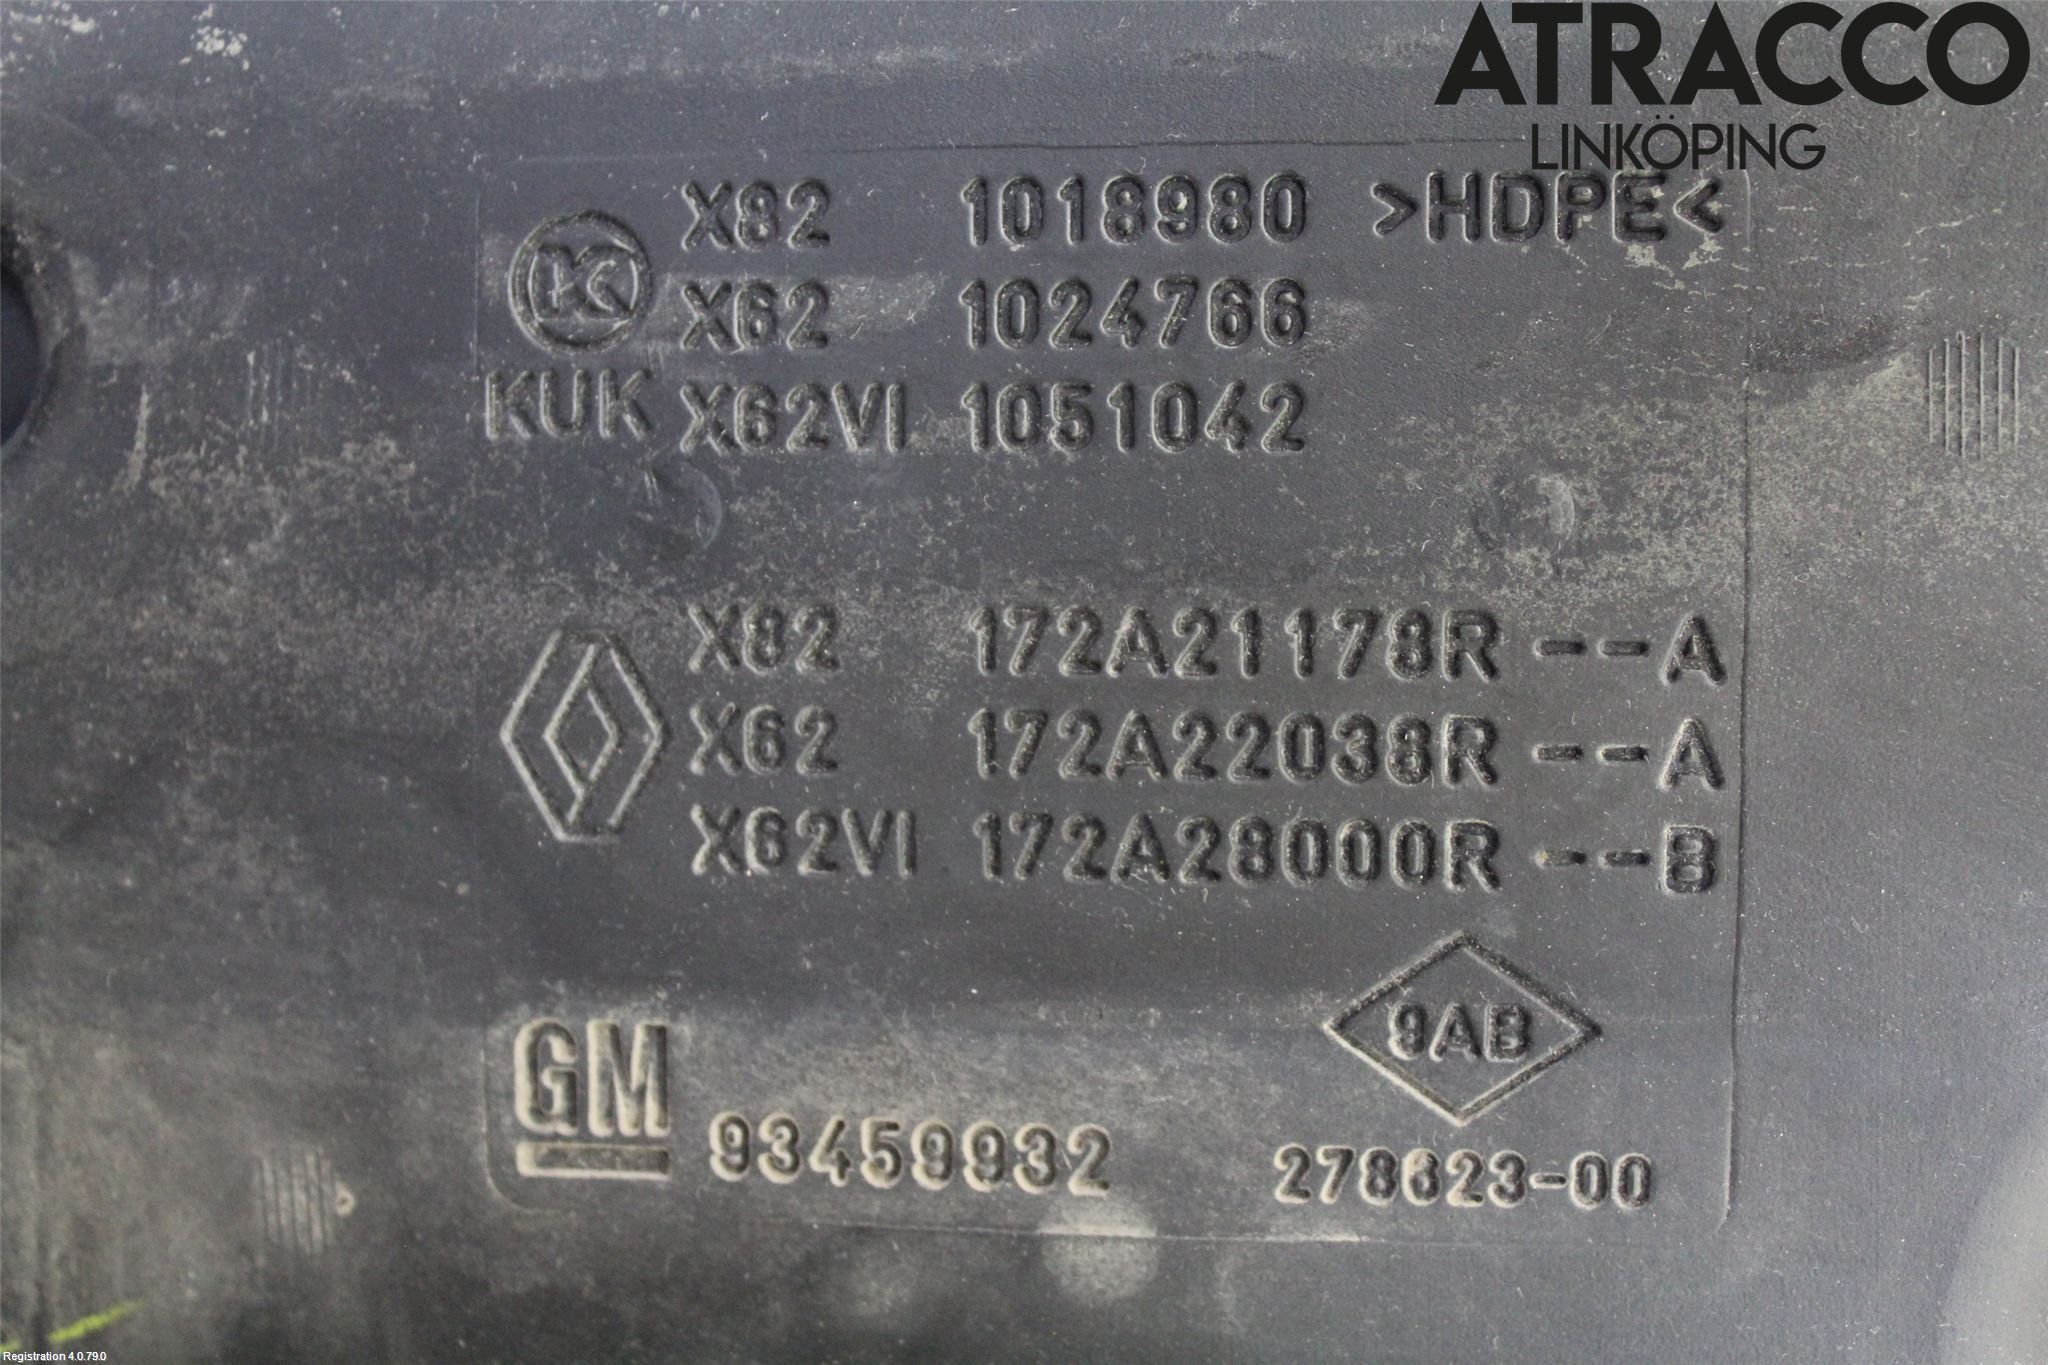 ATRACCO
LINKÖPING
X82 1018980 >HDPE<
X62 1024766
KUK X62VI 1051042
X82 172A21178R--A
X62 172A22038R--A
X62VI 172A28000R--B
9AB
GM 93459932 278623-00
Registration 4.0.79.0